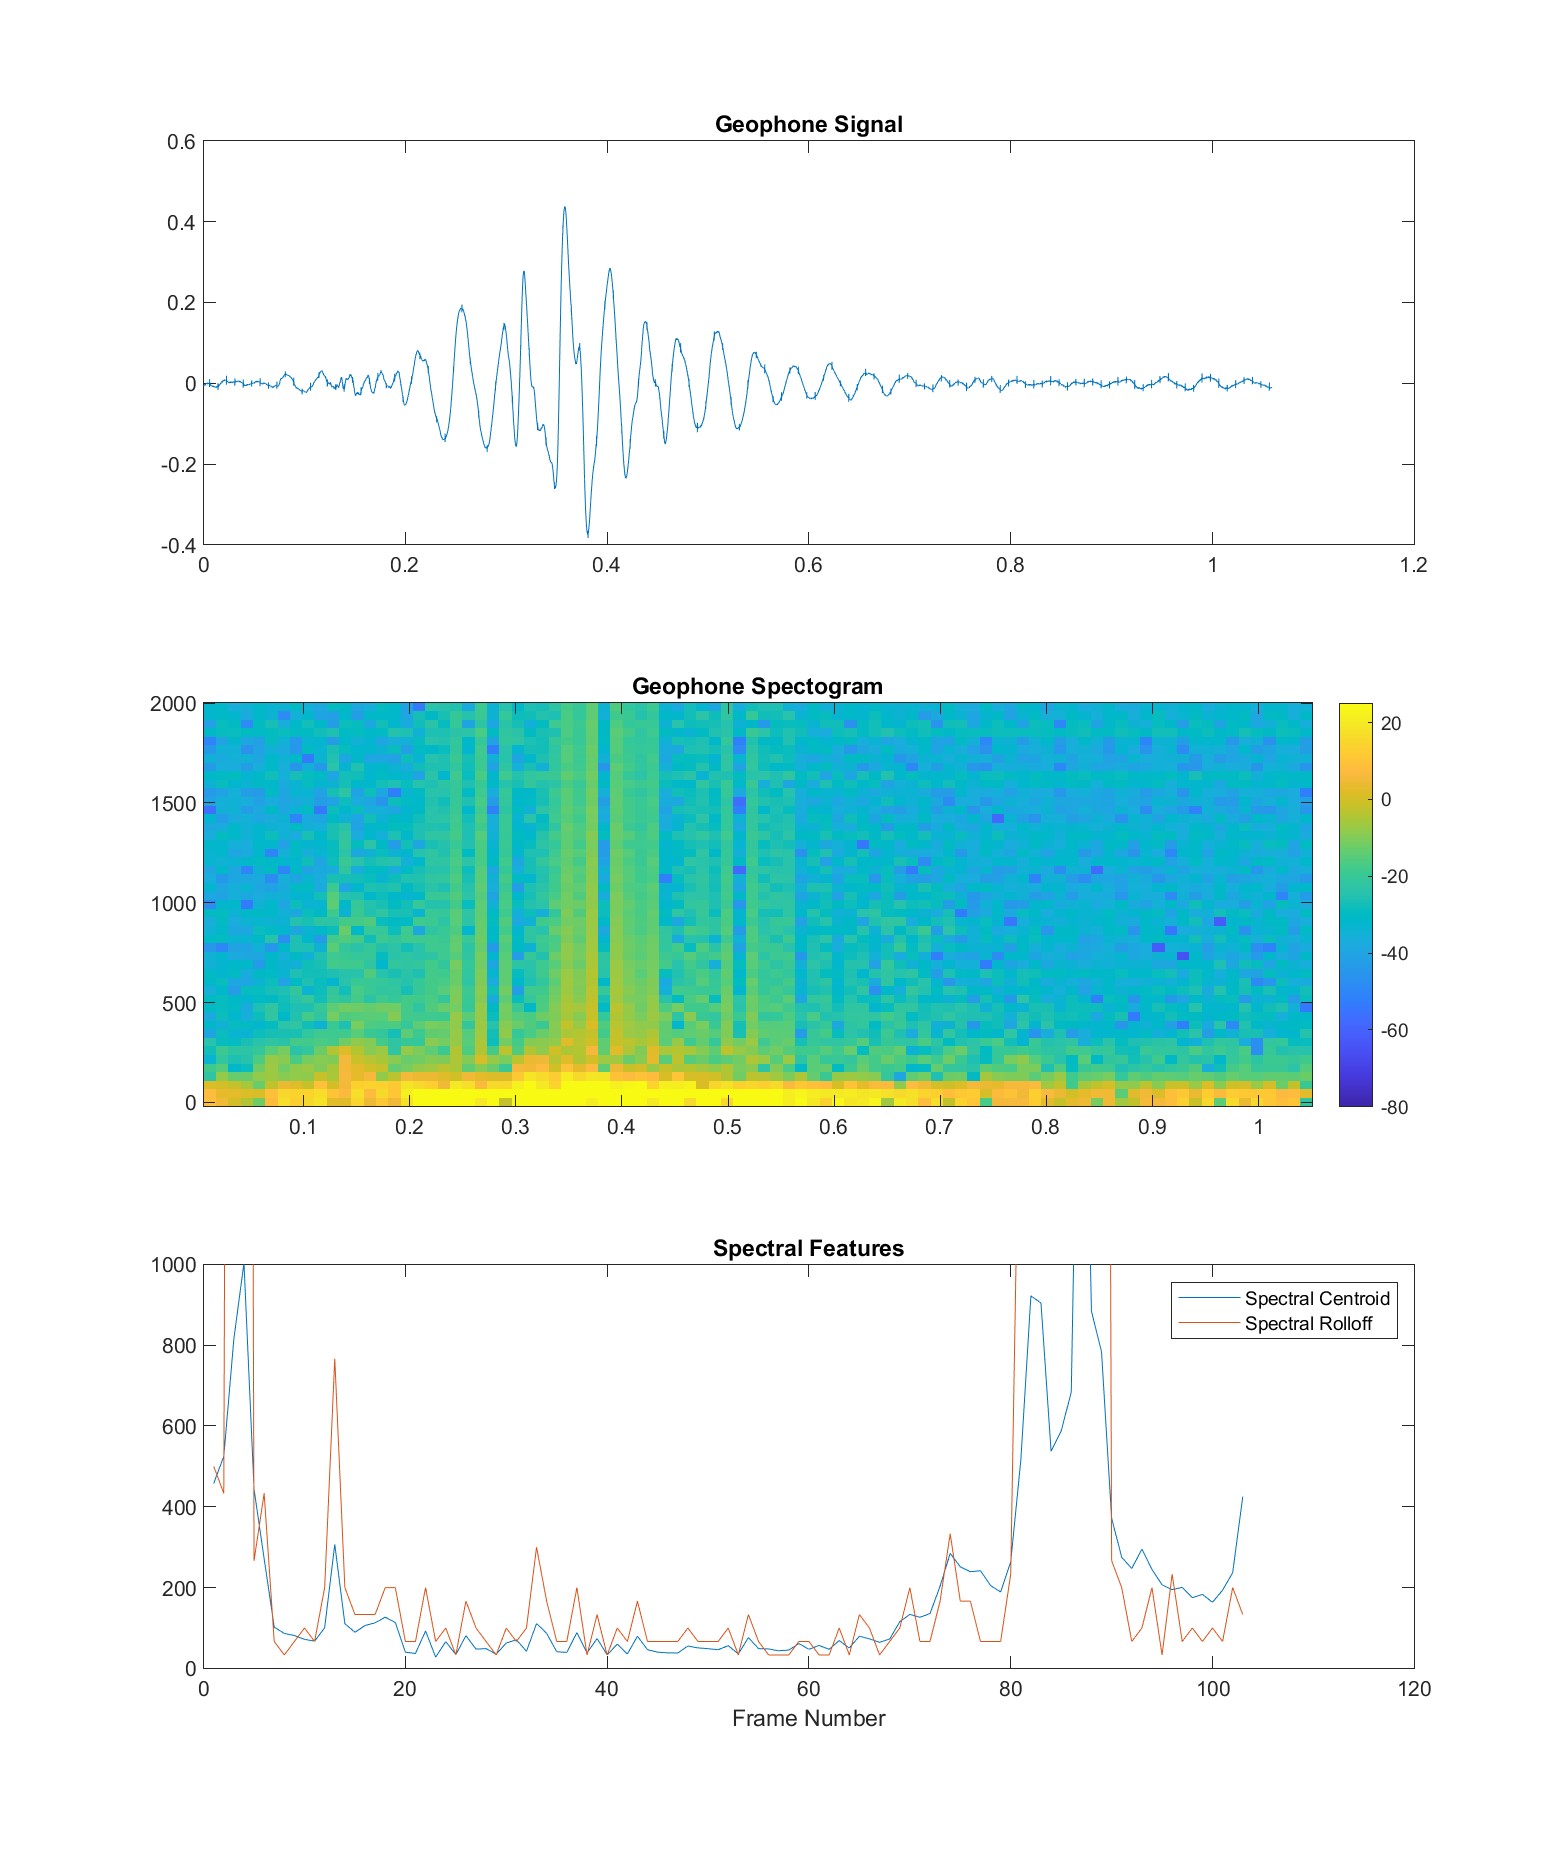 Geophone Signal
0.6
0.4
0.2
0
-0.2
-0.4
0 0.2 0.4 0.6 0.8 1 1.2
Geophone Spectogram
2000
1500
1000
500
0
0.1 0.2 0.3 0.4 0.5 0.6 0.7 0.8 0.9 1
20
0
-20
-40
-60
-80
Spectral Features
1000
800
600
400
200
0
Spectral Centroid
Spectral Rolloff
0 20 40 60 80 100 120
Frame Number